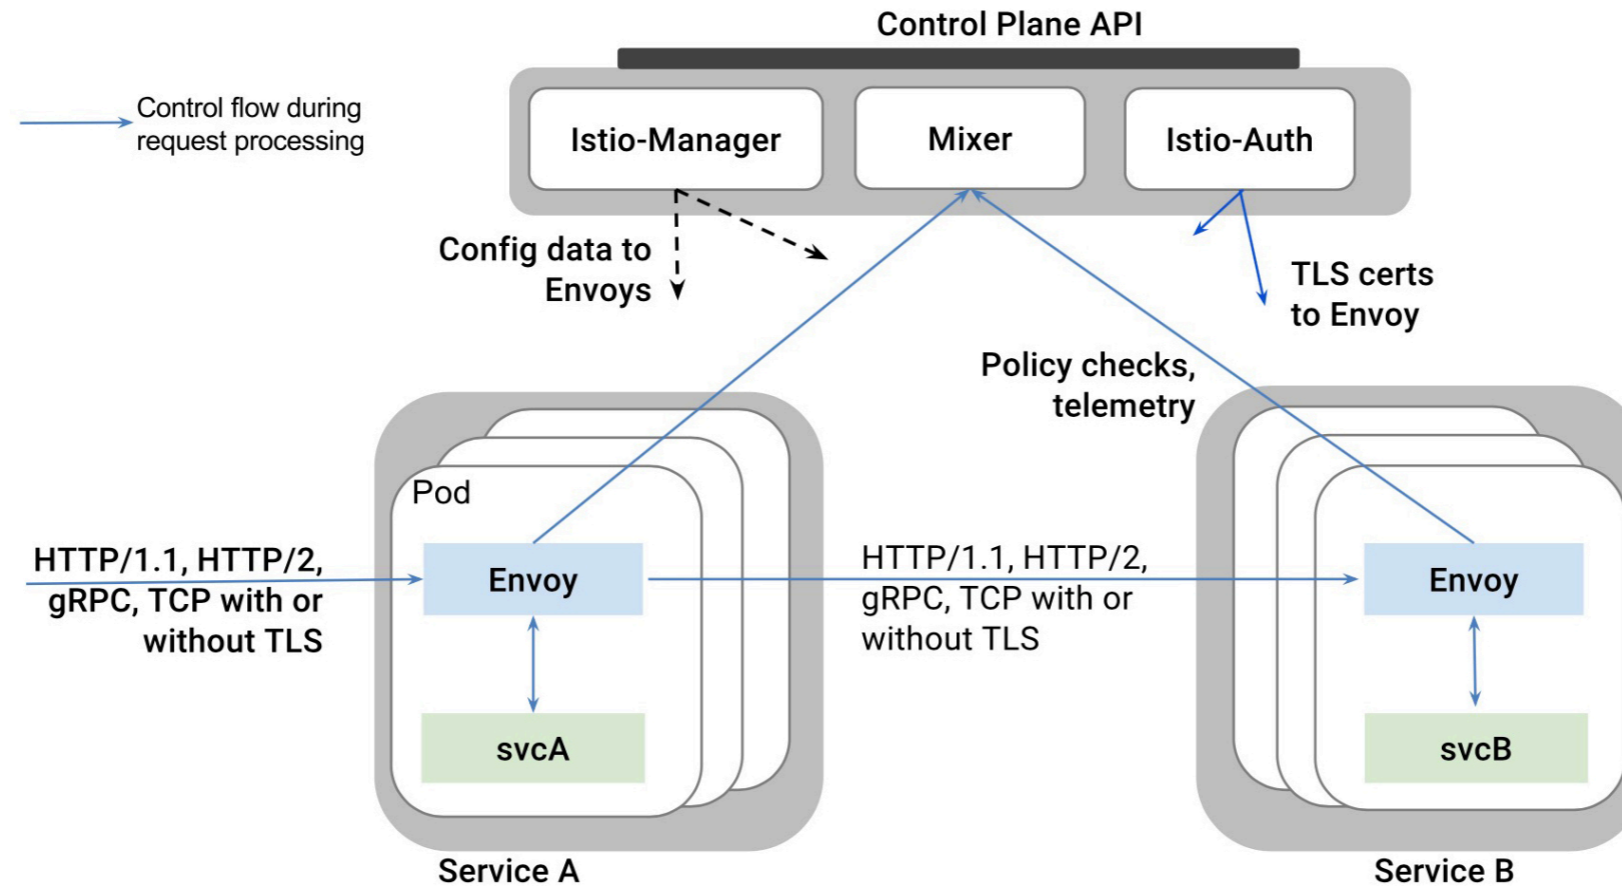 Control Plane API
Control flow during
request processing
Istio-Manager
Mixer
Istio-Auth
Config data to
Envoys
TLS certs
to Envoy
Policy checks,
telemetry
Pod
HTTP/1.1, HTTP/2,
gRPC, TCP with or
without TLS
Envoy
HTTP/1.1, HTTP/2,
gRPC, TCP with or
without TLS
Envoy
svcA
svcB
Service A
Service B